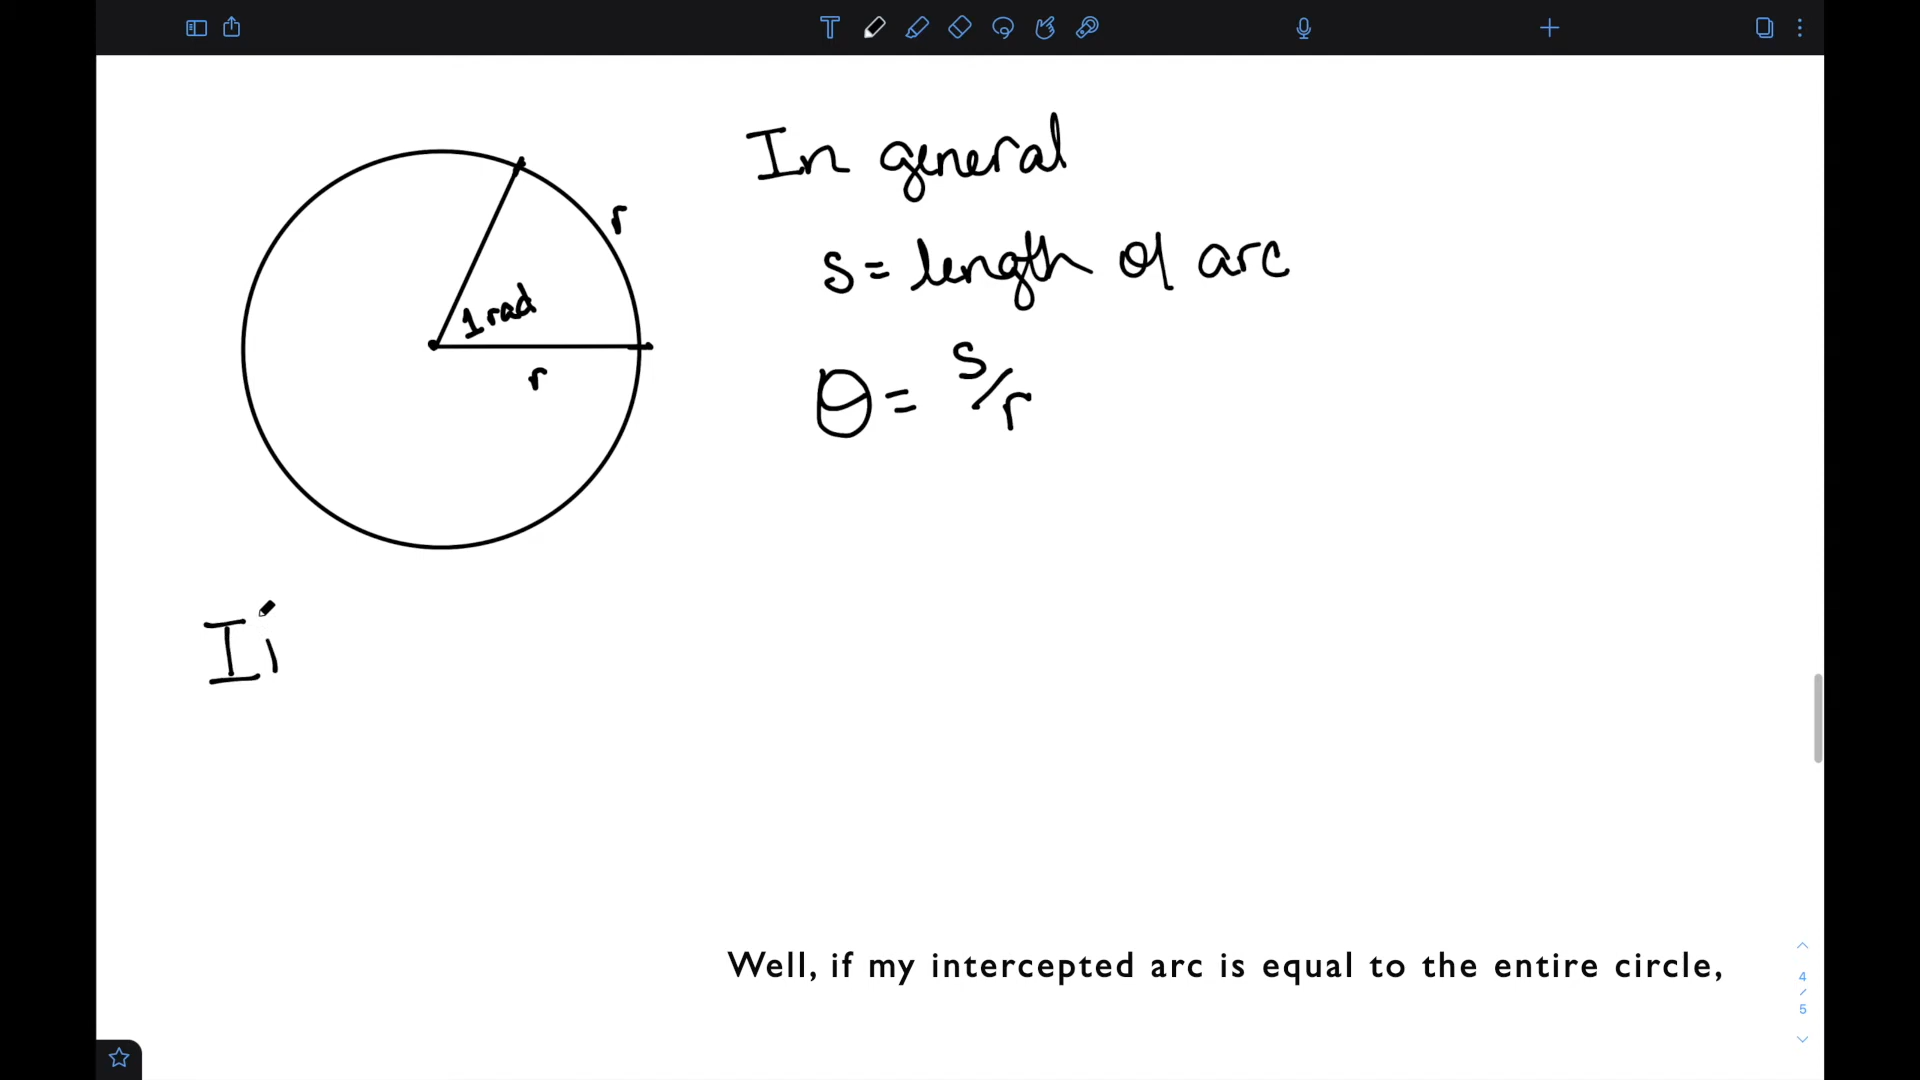 In general
r
s = length of arc
1 rad
r
θ = s/r
Ii
Well, if my intercepted arc is equal to the entire circle,
4
/
5